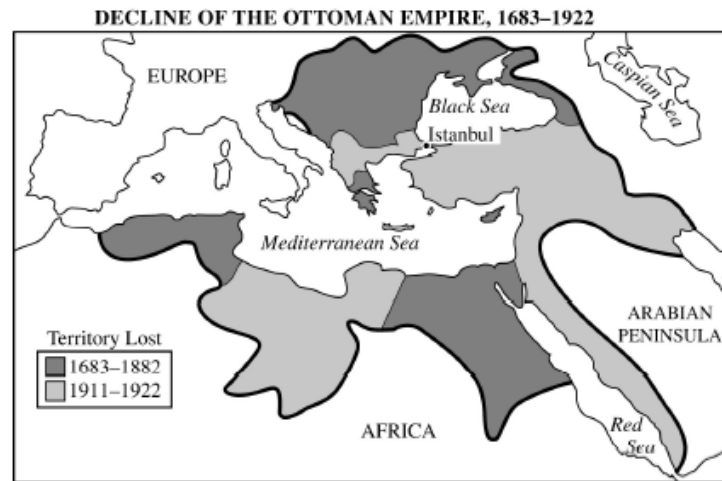 DECLINE OF THE OTTOMAN EMPIRE, 1683–1922
EUROPE
Caspian Sea
Black Sea
Istanbul
Mediterranean Sea
ARABIAN
PENINSULA
Territory Lost
1683–1882
1911–1922
AFRICA
Red
Sea